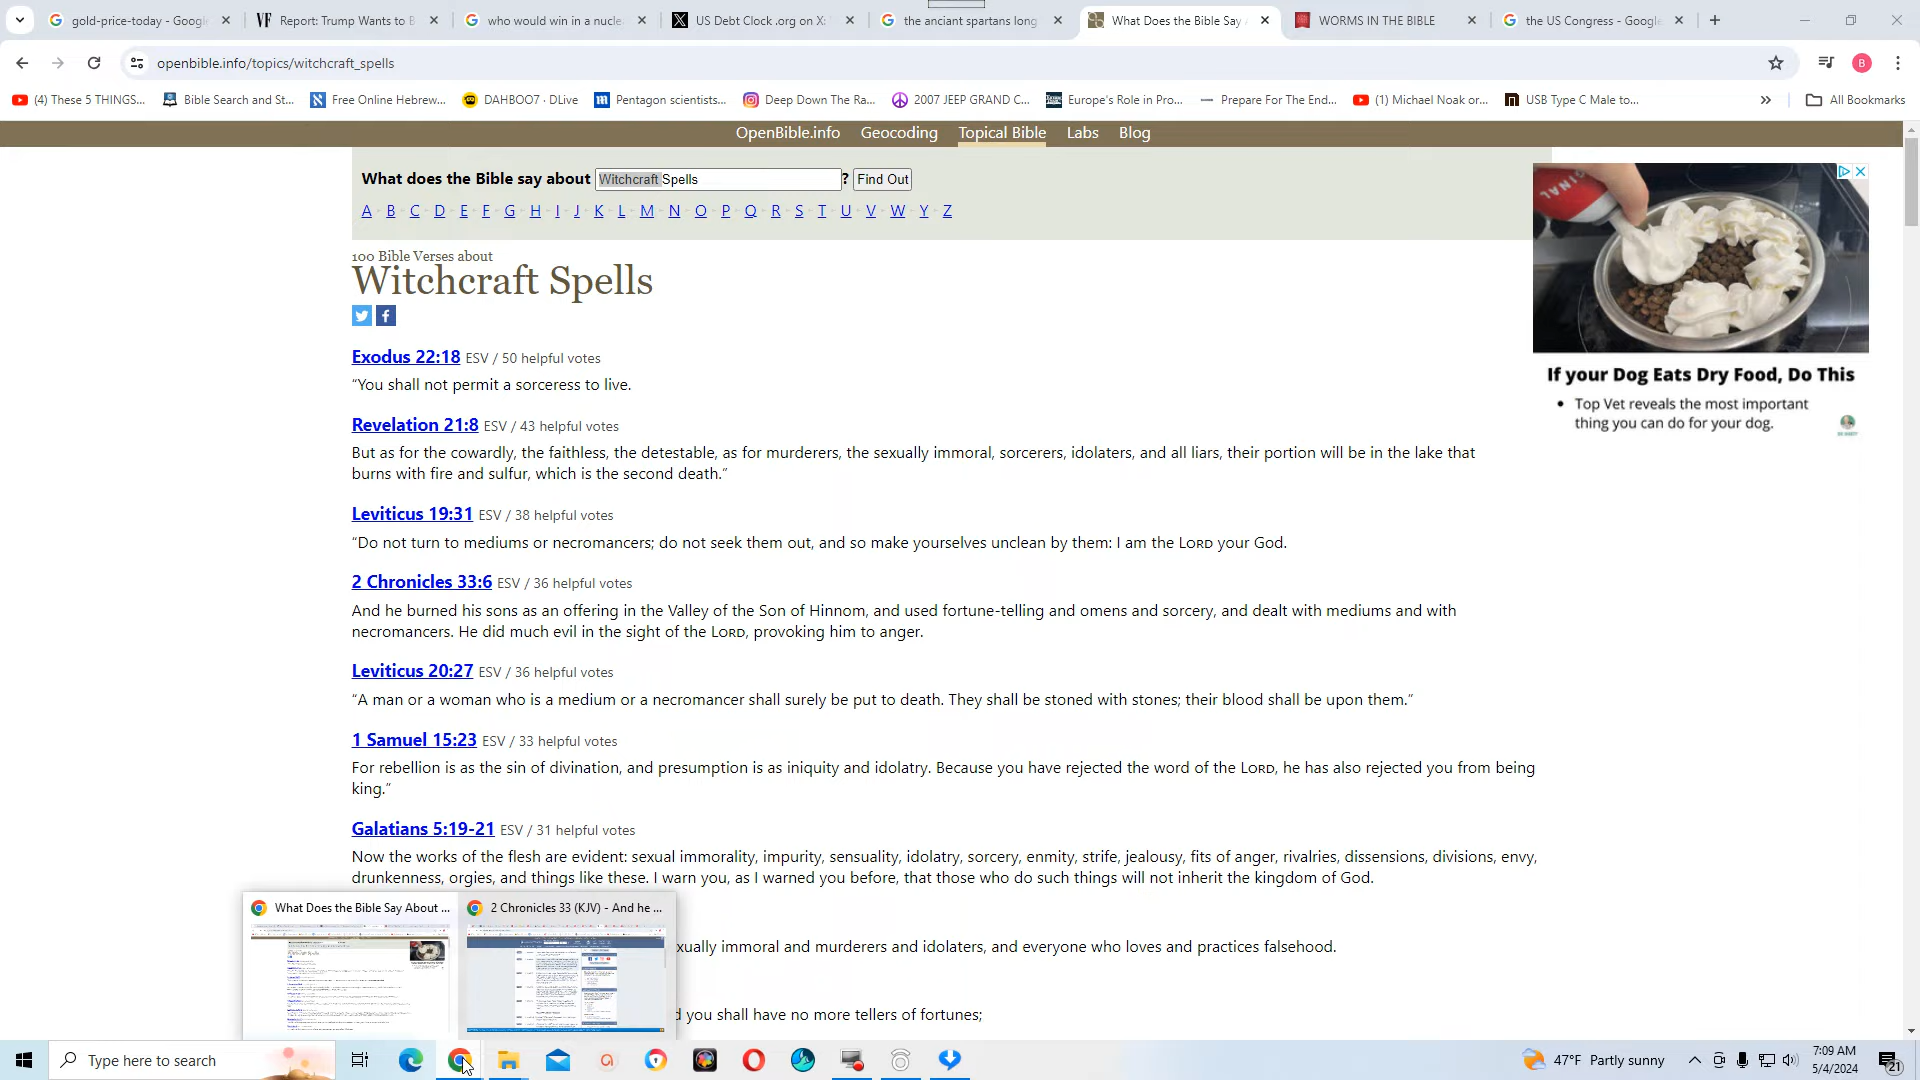 gold-price-today - Google
Report: Trump Wants to B
who would win in a nucle
US Debt Clock .org on X:
the anciant spartans long
What Does the Bible Say A
WORMS IN THE BIBLE
the US Congress - Google
openbible.info/topics/witchcraft_spells
B
(4) These 5 THINGS...
Bible Search and St...
Free Online Hebrew...
DAHBOO7 · DLive
Pentagon scientists...
Deep Down The Ra...
2007 JEEP GRAND C...
Europe's Role in Pro...
Prepare For The End...
(1) Michael Noak or...
USB Type C Male to...
All Bookmarks
OpenBible.info Geocoding Topical Bible Labs Blog
What does the Bible say about Witchcraft Spells ? Find Out
A · B · C · D · E · F · G · H · I · J · K · L · M · N · O · P · Q · R · S · T · U · V · W · Y · Z
100 Bible Verses about
Witchcraft Spells
Exodus 22:18 ESV / 50 helpful votes
“You shall not permit a sorceress to live.
Revelation 21:8 ESV / 43 helpful votes
But as for the cowardly, the faithless, the detestable, as for murderers, the sexually immoral, sorcerers, idolaters, and all liars, their portion will be in the lake that
burns with fire and sulfur, which is the second death.”
Leviticus 19:31 ESV / 38 helpful votes
“Do not turn to mediums or necromancers; do not seek them out, and so make yourselves unclean by them: I am the LORD your God.
2 Chronicles 33:6 ESV / 36 helpful votes
And he burned his sons as an offering in the Valley of the Son of Hinnom, and used fortune-telling and omens and sorcery, and dealt with mediums and with
necromancers. He did much evil in the sight of the LORD, provoking him to anger.
Leviticus 20:27 ESV / 36 helpful votes
“A man or a woman who is a medium or a necromancer shall surely be put to death. They shall be stoned with stones; their blood shall be upon them.”
1 Samuel 15:23 ESV / 33 helpful votes
For rebellion is as the sin of divination, and presumption is as iniquity and idolatry. Because you have rejected the word of the LORD, he has also rejected you from being
king.”
Galatians 5:19-21 ESV / 31 helpful votes
Now the works of the flesh are evident: sexual immorality, impurity, sensuality, idolatry, sorcery, enmity, strife, jealousy, fits of anger, rivalries, dissensions, divisions, envy,
drunkenness, orgies, and things like these. I warn you, as I warned you before, that those who do such things will not inherit the kingdom of God.
xually immoral and murderers and idolaters, and everyone who loves and practices falsehood.
d you shall have no more tellers of fortunes;
If your Dog Eats Dry Food, Do This
• Top Vet reveals the most important
thing you can do for your dog.
What Does the Bible Say About ...
2 Chronicles 33 (KJV) - And he ...
Type here to search
47°F Partly sunny
7:09 AM
5/4/2024
21